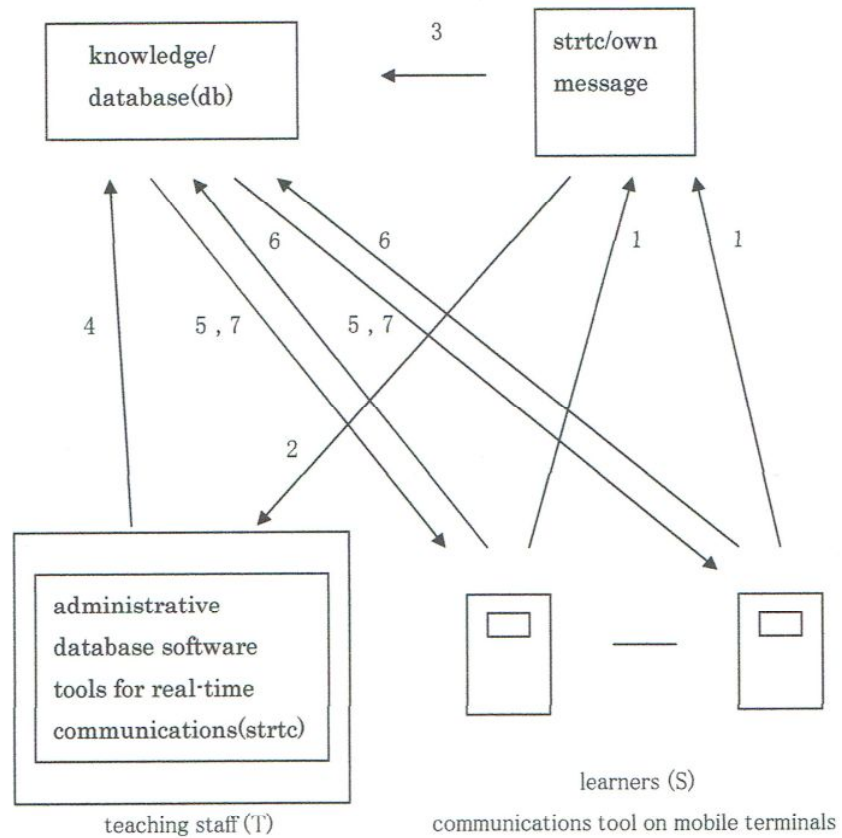 knowledge/
database(db)
3
strtc/own
message
6
6
1
1
4
5 , 7
5 , 7
2
administrative
database software
tools for real-time
communications(strtc)
learners (S)
teaching staff (T)
communications tool on mobile terminals